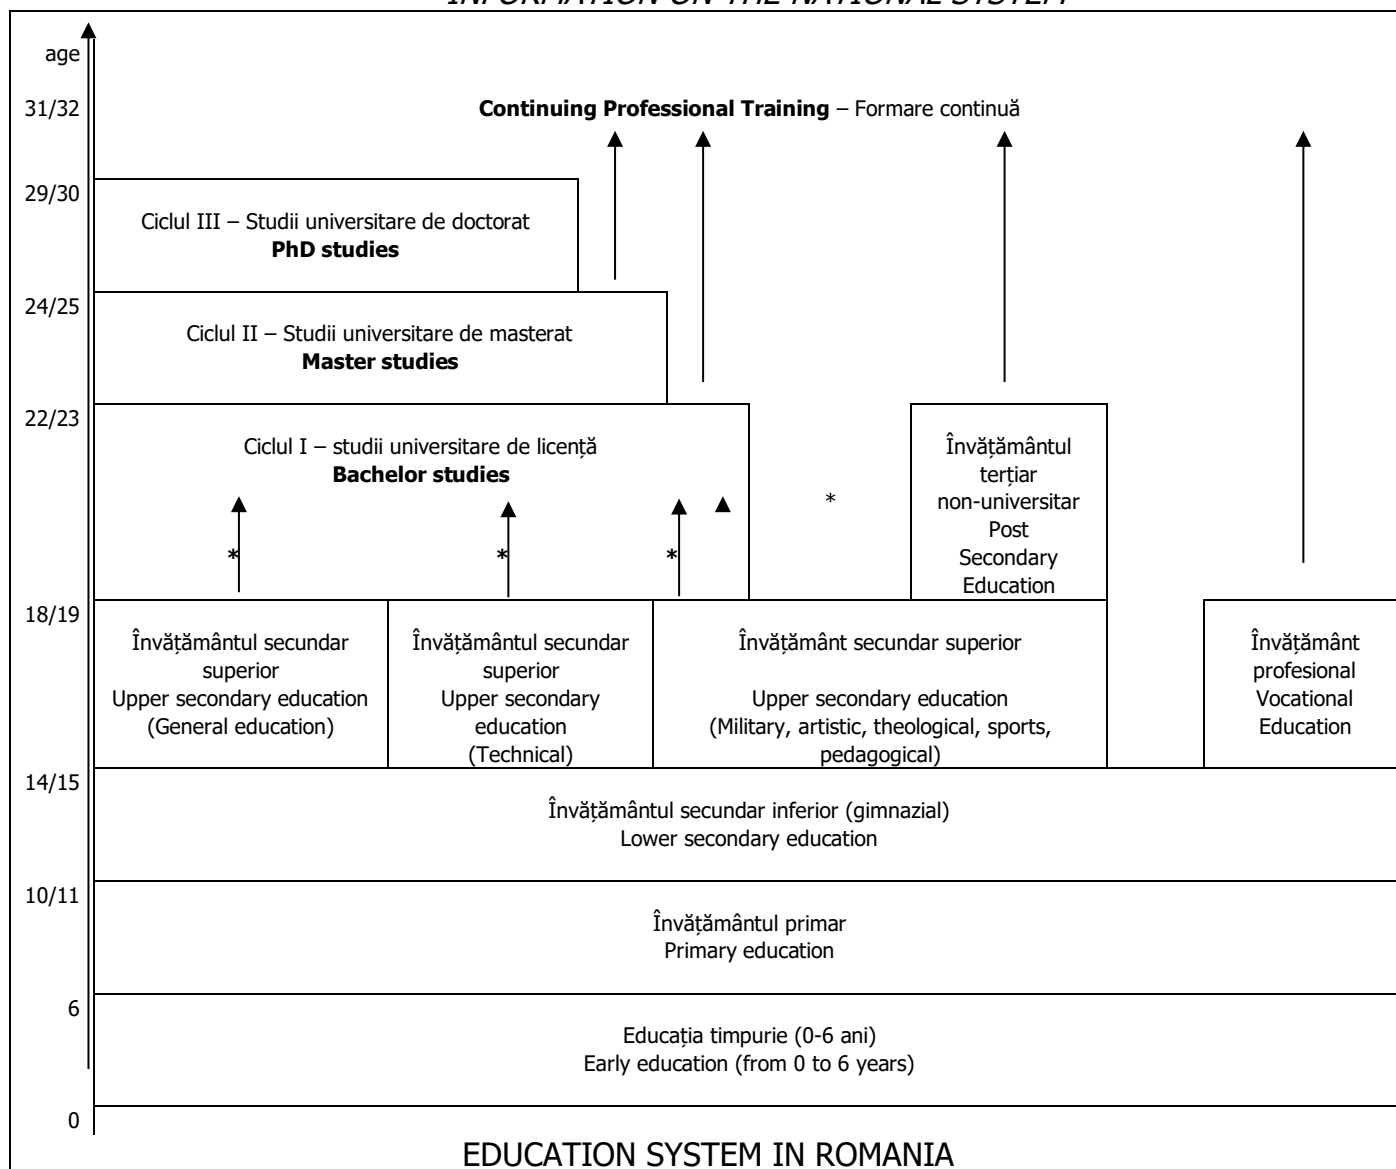 INFORMATION ON THE NATIONAL SYSTEM
age
31/32
Continuing Professional Training – Formare continuă
29/30
Ciclul III – Studii universitare de doctorat
PhD studies
24/25
Ciclul II – Studii universitare de masterat
Master studies
22/23
Ciclul I – studii universitare de licență
Bachelor studies
* * * *
Învățământul
terțiar
non-universitar
Post
Secondary
Education
18/19
Învățământul secundar
superior
Upper secondary education
(General education)
Învățământul secundar
superior
Upper secondary
education
(Technical)
Învățământ secundar superior
Upper secondary education
(Military, artistic, theological, sports,
pedagogical)
Învățământ
profesional
Vocational
Education
14/15
Învățământul secundar inferior (gimnazial)
Lower secondary education
10/11
Învățământul primar
Primary education
6
Educația timpurie (0-6 ani)
Early education (from 0 to 6 years)
0
EDUCATION SYSTEM IN ROMANIA